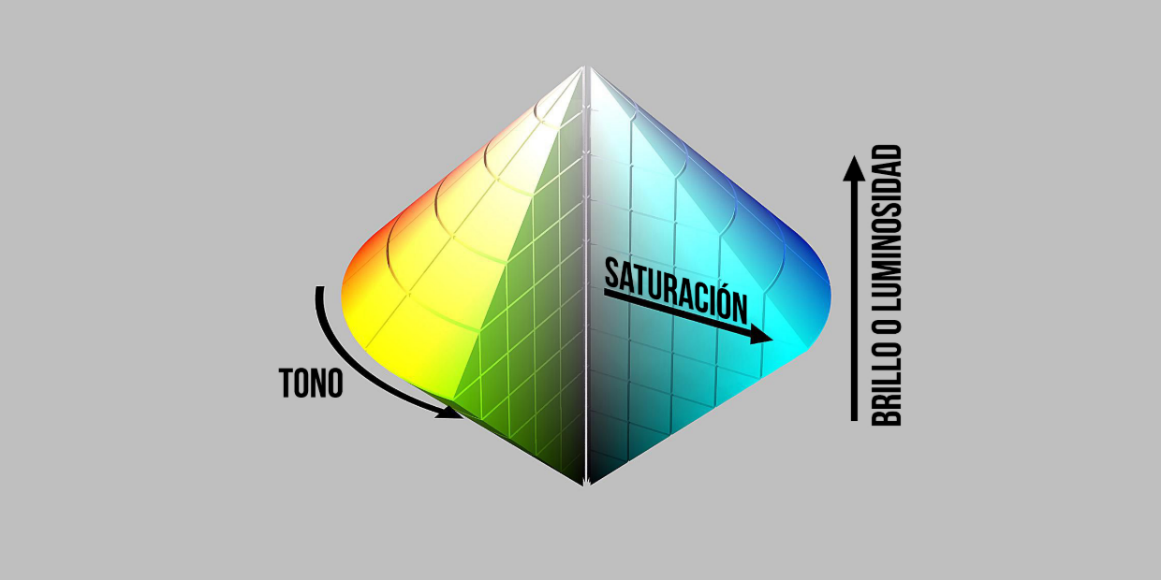 SATURACIÓN
TONO
BRILLO O LUMINOSIDAD